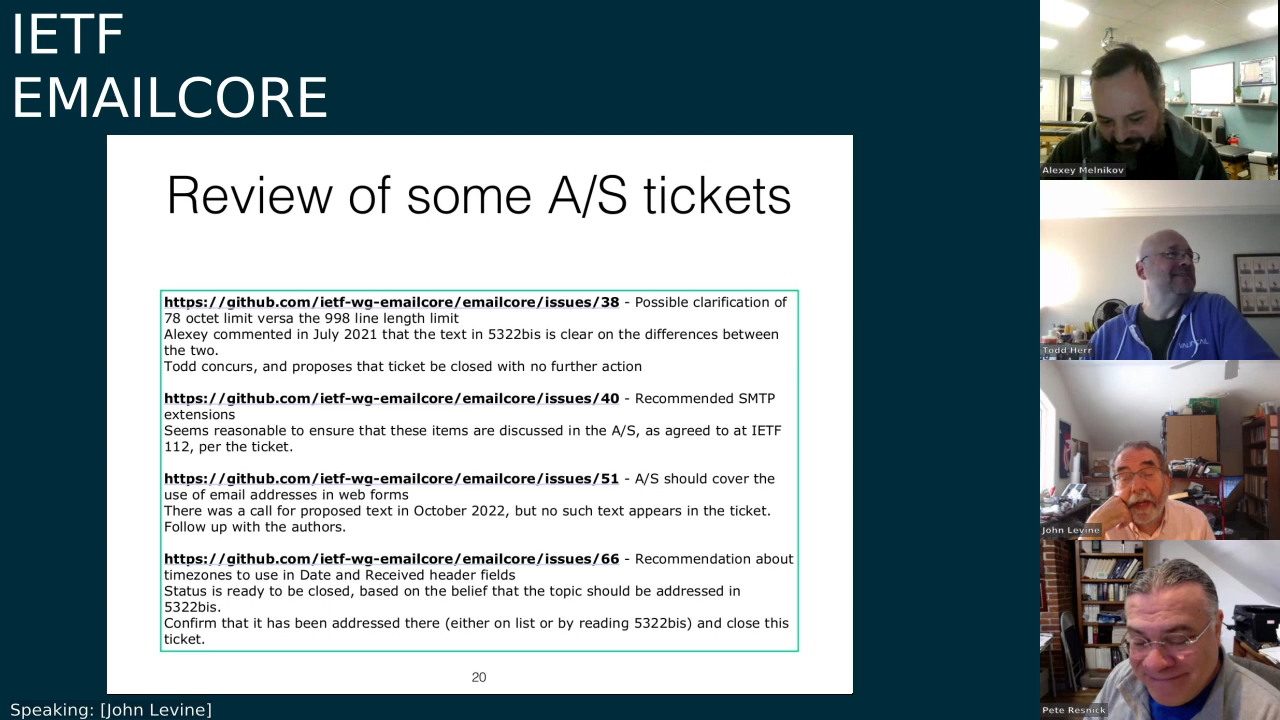 IETF
EMAILCORE
Review of some A/S tickets
https://github.com/ietf-wg-emailcore/emailcore/issues/38 - Possible clarification of
78 octet limit versa the 998 line length limit
Alexey commented in July 2021 that the text in 5322bis is clear on the differences between
the two.
Todd concurs, and proposes that ticket be closed with no further action
https://github.com/ietf-wg-emailcore/emailcore/issues/40 - Recommended SMTP
extensions
Seems reasonable to ensure that these items are discussed in the A/S, as agreed to at IETF
112, per the ticket.
https://github.com/ietf-wg-emailcore/emailcore/issues/51 - A/S should cover the
use of email addresses in web forms
There was a call for proposed text in October 2022, but no such text appears in the ticket.
Follow up with the authors.
https://github.com/ietf-wg-emailcore/emailcore/issues/66 - Recommendation about
timezones to use in Date and Received header fields
Status is ready to be closed, based on the belief that the topic should be addressed in
5322bis.
Confirm that it has been addressed there (either on list or by reading 5322bis) and close this
ticket.
20
Speaking: [John Levine]
Alexey Melnikov
Todd Herr
John Levine
Pete Resnick